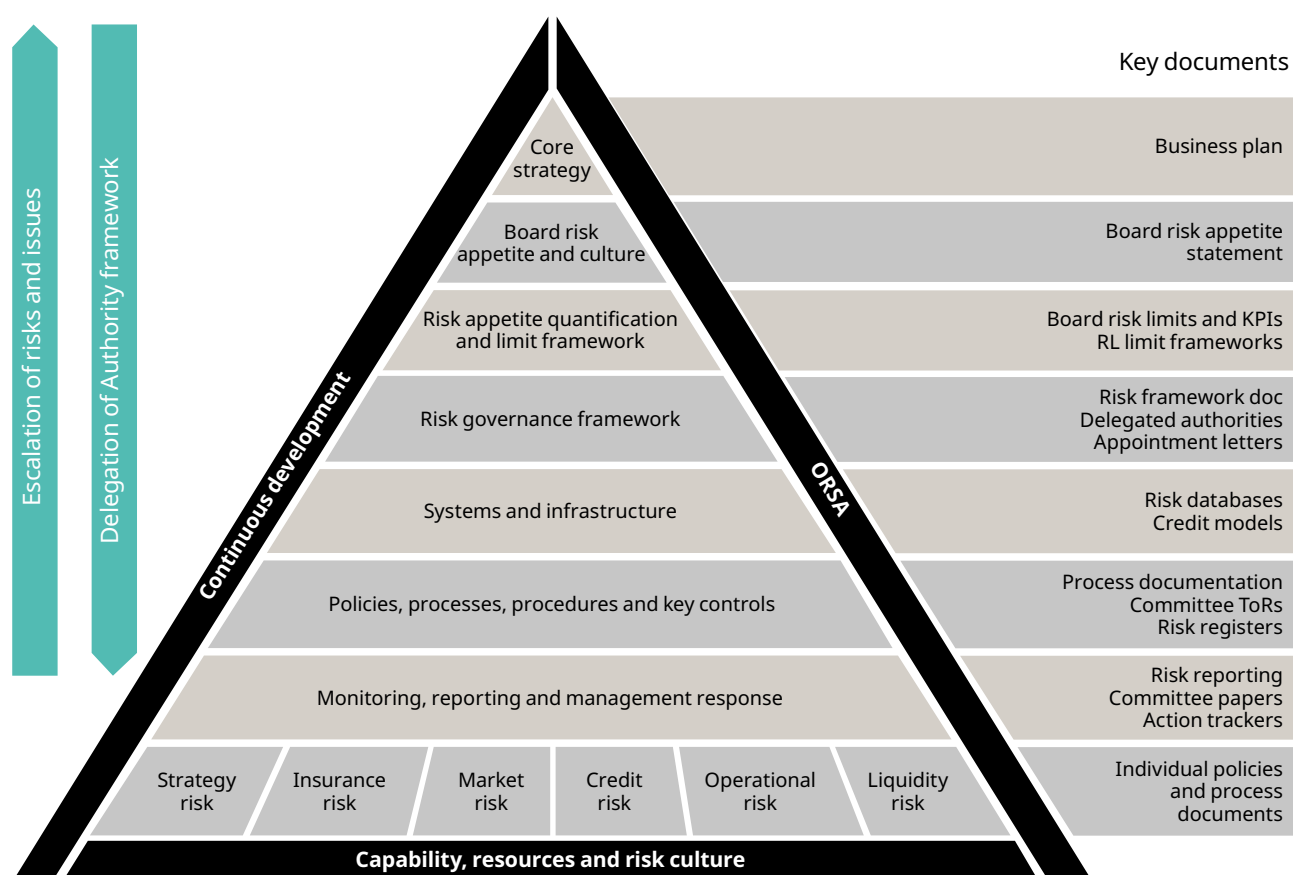 Key documents
Escalation of risks and issues
Delegation of Authority framework
Continuous development
ORSA
Core
strategy
Business plan
Board risk
appetite and culture
Board risk appetite
statement
Risk appetite quantification
and limit framework
Board risk limits and KPIs
RL limit frameworks
Risk governance framework
Risk framework doc
Delegated authorities
Appointment letters
Systems and infrastructure
Risk databases
Credit models
Policies, processes, procedures and key controls
Process documentation
Committee ToRs
Risk registers
Monitoring, reporting and management response
Risk reporting
Committee papers
Action trackers
Strategy
risk
Insurance
risk
Market
risk
Credit
risk
Operational
risk
Liquidity
risk
Individual policies
and process
documents
Capability, resources and risk culture